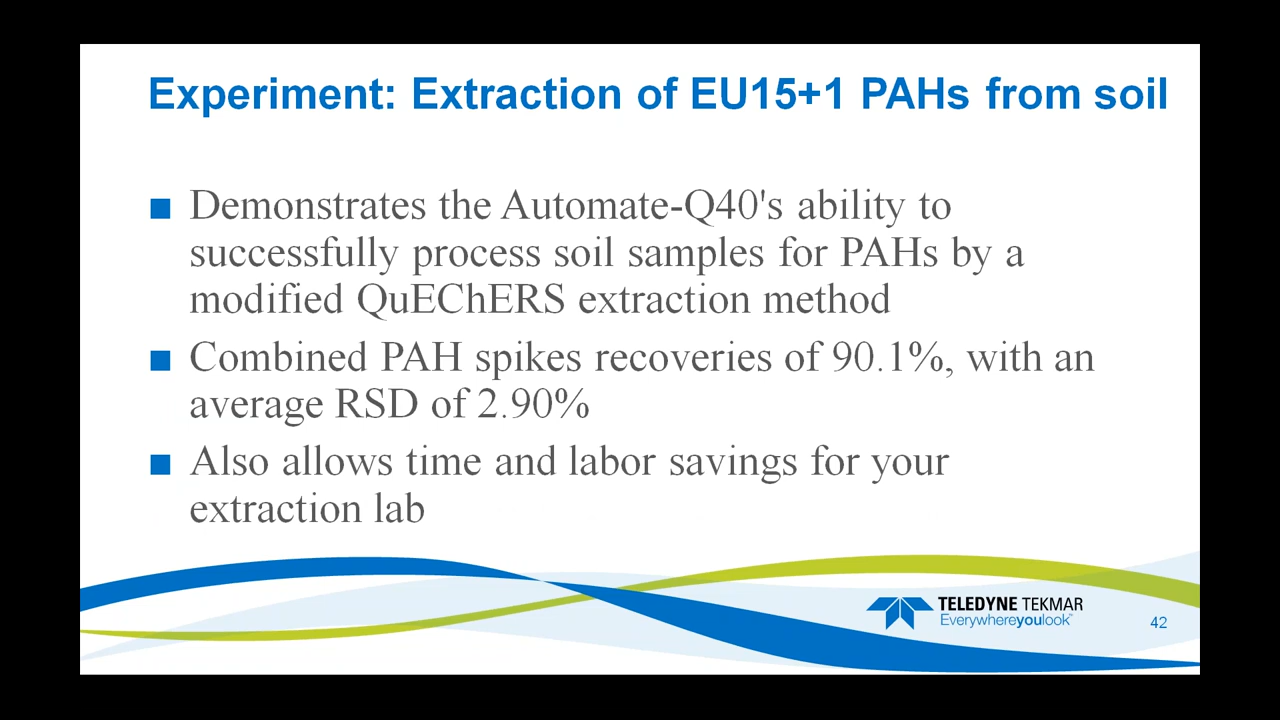 Experiment: Extraction of EU15+1 PAHs from soil
■ Demonstrates the Automate-Q40's ability to
successfully process soil samples for PAHs by a
modified QuEChERS extraction method
■ Combined PAH spikes recoveries of 90.1%, with an
average RSD of 2.90%
■ Also allows time and labor savings for your
extraction lab
TELEDYNE TEKMAR
Everywhereyoulook™
42